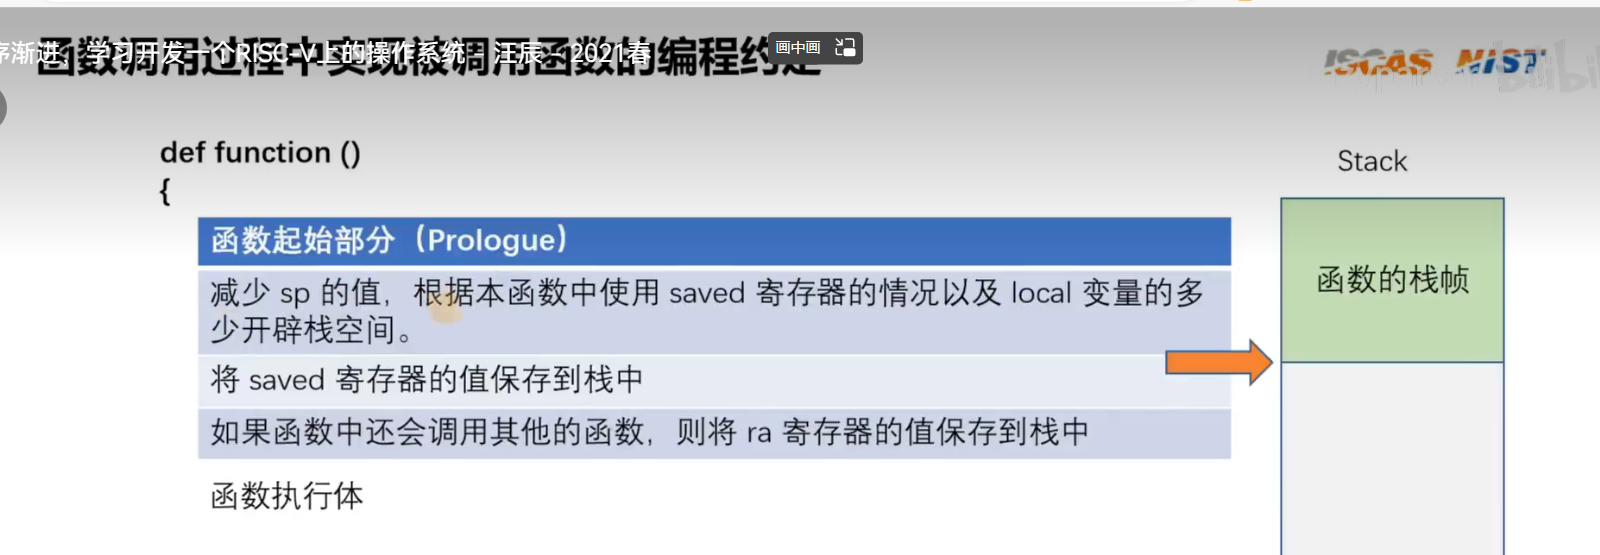 序渐进，学习开发一个RISC-V上的操作系统 - 汪辰 - 2021春
函数调用过程中实现被调用函数的编程约定
画中画
ISCAS NIST
bilibili
def function ()
{
Stack
函数起始部分（Prologue）
减少 sp 的值，根据本函数中使用 saved 寄存器的情况以及 local 变量的多
少开辟栈空间。
函数的栈帧
将 saved 寄存器的值保存到栈中
如果函数中还会调用其他的函数，则将 ra 寄存器的值保存到栈中
函数执行体